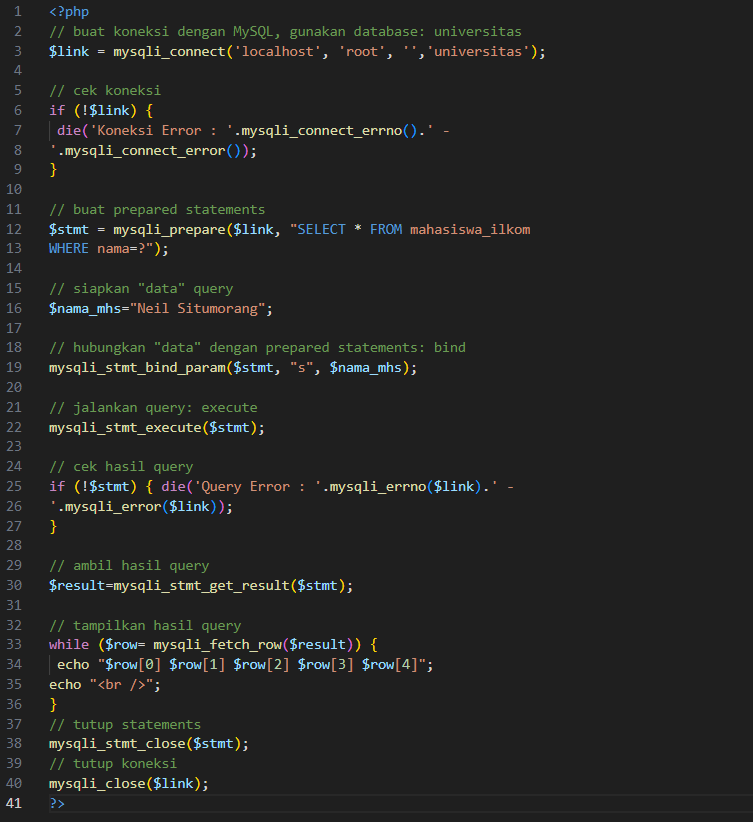 1 <?php
2 // buat koneksi dengan MySQL, gunakan database: universitas
3 $link = mysqli_connect('localhost', 'root', '','universitas');
4
5 // cek koneksi
6 if (!$link) {
7  die('Koneksi Error : '.mysqli_connect_errno().' -
8 '.mysqli_connect_error());
9 }
10
11 // buat prepared statements
12 $stmt = mysqli_prepare($link, "SELECT * FROM mahasiswa_ilkom
13 WHERE nama=?");
14
15 // siapkan "data" query
16 $nama_mhs="Neil Situmorang";
17
18 // hubungkan "data" dengan prepared statements: bind
19 mysqli_stmt_bind_param($stmt, "s", $nama_mhs);
20
21 // jalankan query: execute
22 mysqli_stmt_execute($stmt);
23
24 // cek hasil query
25 if (!$stmt) { die('Query Error : '.mysqli_errno($link).' -
26 '.mysqli_error($link));
27 }
28
29 // ambil hasil query
30 $result=mysqli_stmt_get_result($stmt);
31
32 // tampilkan hasil query
33 while ($row= mysqli_fetch_row($result)) {
34  echo "$row[0] $row[1] $row[2] $row[3] $row[4]";
35 echo "<br />";
36 }
37 // tutup statements
38 mysqli_stmt_close($stmt);
39 // tutup koneksi
40 mysqli_close($link);
41 ?>